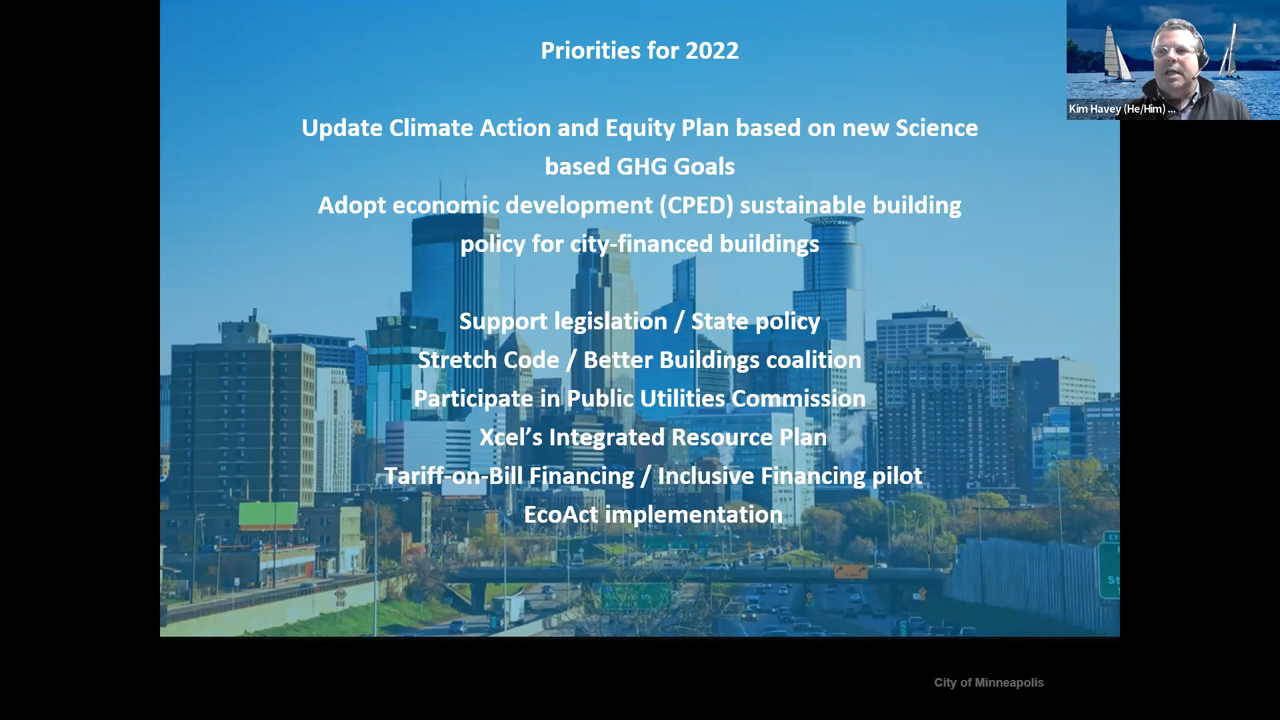 Priorities for 2022
Kim Havey (He/Him) ...
Update Climate Action and Equity Plan based on new Science
based GHG Goals
Adopt economic development (CPED) sustainable building
policy for city-financed buildings
Support legislation / State policy
Stretch Code / Better Buildings coalition
Participate in Public Utilities Commission
Xcel's Integrated Resource Plan
Tariff-on-Bill Financing / Inclusive Financing pilot
EcoAct implementation
City of Minneapolis